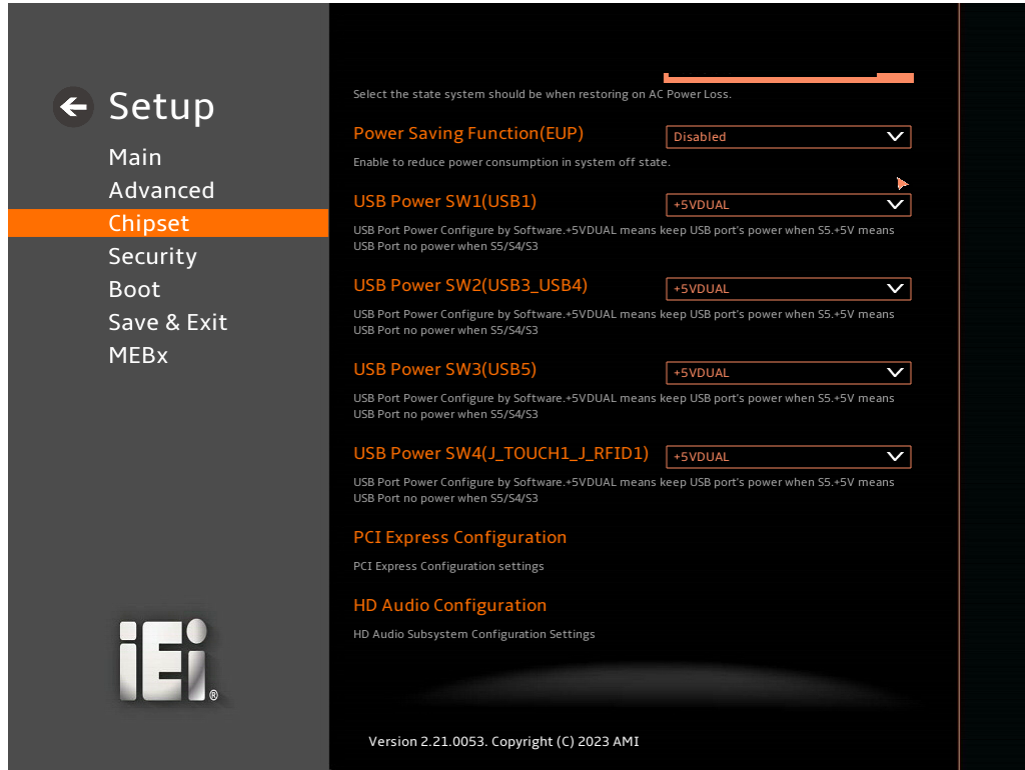 Setup
Main
Advanced
Chipset
Security
Boot
Save & Exit
MEBx
iEi®
Select the state system should be when restoring on AC Power Loss.
Power Saving Function(EUP)
Disabled
Enable to reduce power consumption in system off state.
USB Power SW1(USB1)
+5VDUAL
USB Port Power Configure by Software.+5VDUAL means keep USB port's power when S5.+5V means
USB Port no power when S5/S4/S3
USB Power SW2(USB3_USB4)
+5VDUAL
USB Port Power Configure by Software.+5VDUAL means keep USB port's power when S5.+5V means
USB Port no power when S5/S4/S3
USB Power SW3(USB5)
+5VDUAL
USB Port Power Configure by Software.+5VDUAL means keep USB port's power when S5.+5V means
USB Port no power when S5/S4/S3
USB Power SW4(J_TOUCH1_J_RFID1)
+5VDUAL
USB Port Power Configure by Software.+5VDUAL means keep USB port's power when S5.+5V means
USB Port no power when S5/S4/S3
PCI Express Configuration
PCI Express Configuration settings
HD Audio Configuration
HD Audio Subsystem Configuration Settings
Version 2.21.0053. Copyright (C) 2023 AMI